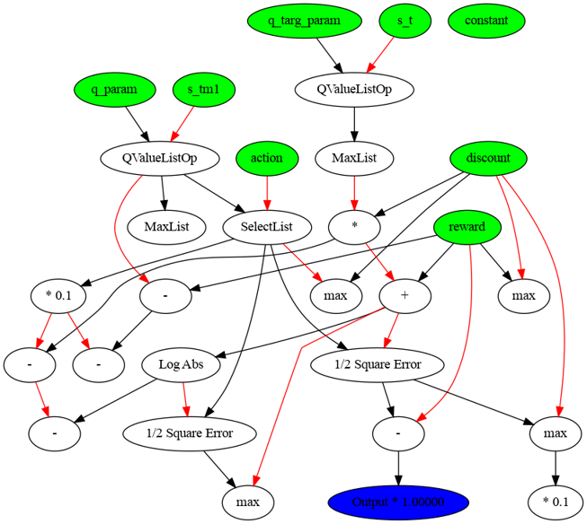 q_targ_param s_t constant
q_param s_tm1 QValueListOp
QValueListOp action MaxList discount
MaxList SelectList * reward
* 0.1 - max + max
- - Log Abs 1/2 Square Error
- 1/2 Square Error - max
max Output * 1.00000 * 0.1